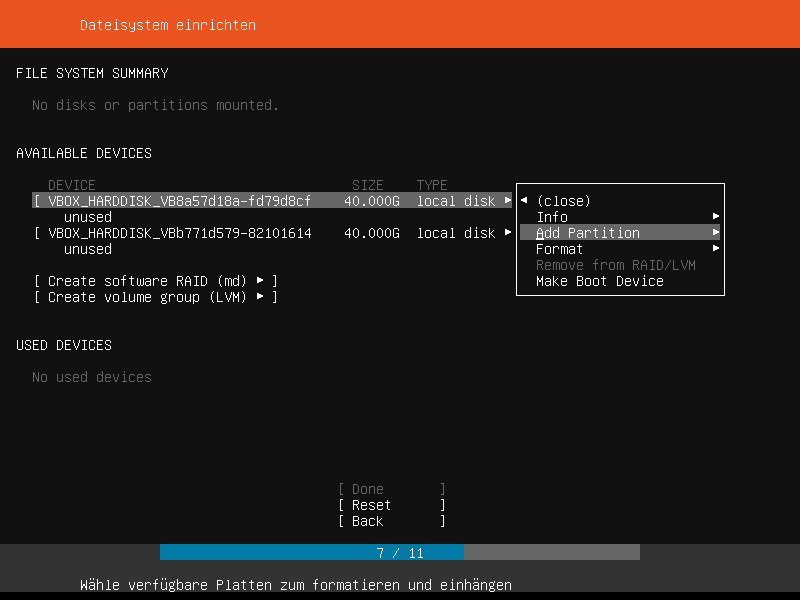 Dateisystem einrichten
FILE SYSTEM SUMMARY
No disks or partitions mounted.
AVAILABLE DEVICES
DEVICE SIZE TYPE
[ VBOX_HARDDISK_VB8a57d18a-fd79d8cf 40.000G local disk ▸ ◂ (close)
unused Info ▸
[ VBOX_HARDDISK_VBb771d579-82101614 40.000G local disk ▸ Add Partition ▸
unused Format ▸
Remove from RAID/LVM
[ Create software RAID (md) ▸ ] Make Boot Device
[ Create volume group (LVM) ▸ ]
USED DEVICES
No used devices
[ Done ]
[ Reset ]
[ Back ]
7 / 11
Wähle verfügbare Platten zum formatieren und einhängen